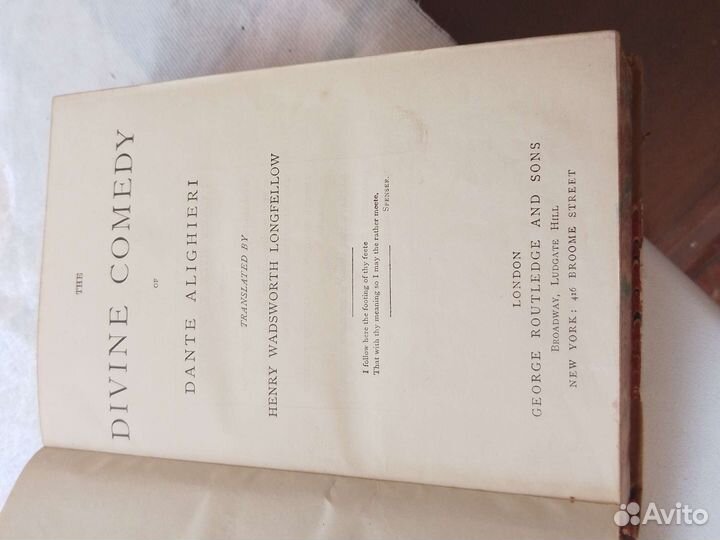 THE
DIVINE COMEDY
OF
DANTE ALIGHIERI
TRANSLATED BY
HENRY WADSWORTH LONGFELLOW
I follow here the footing of thy feete
That with thy meaning so I may the rather meete.
SPENSER.
LONDON
GEORGE ROUTLEDGE AND SONS
BROADWAY, LUDGATE HILL
NEW YORK: 416 BROOME STREET
Avito